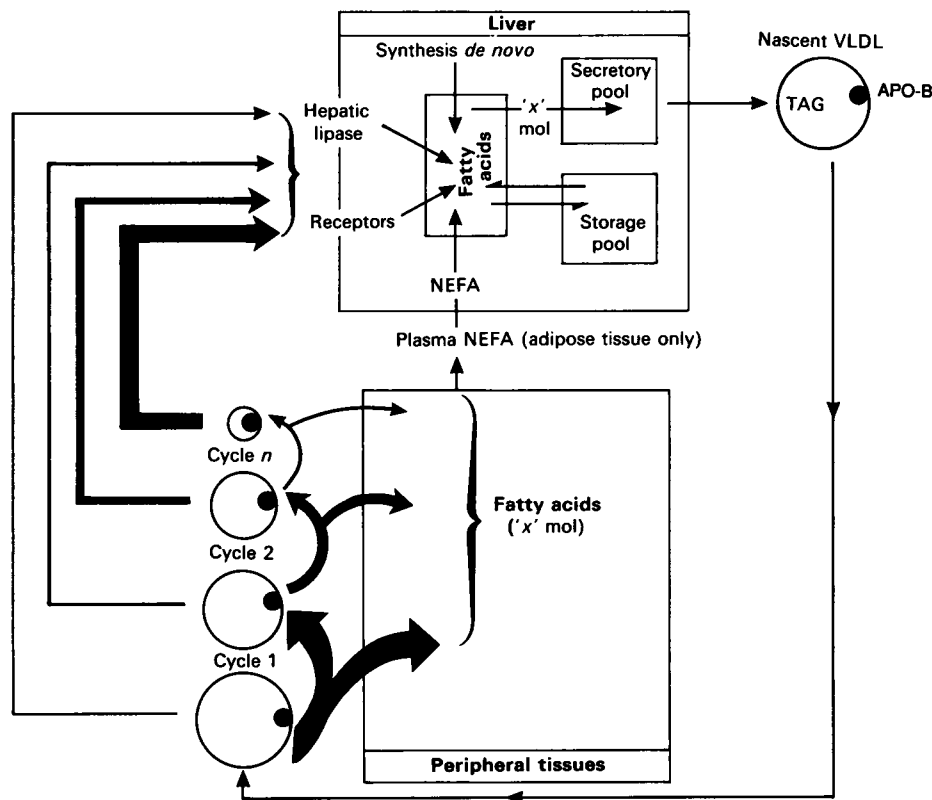 Liver
Synthesis de novo
Secretory
pool
'x'
mol
Hepatic
lipase
Fatty
acids
Receptors
Storage
pool
NEFA
Nascent VLDL
TAG
APO-B
Plasma NEFA (adipose tissue only)
Cycle n
Cycle 2
Cycle 1
Fatty acids
('x' mol)
Peripheral tissues